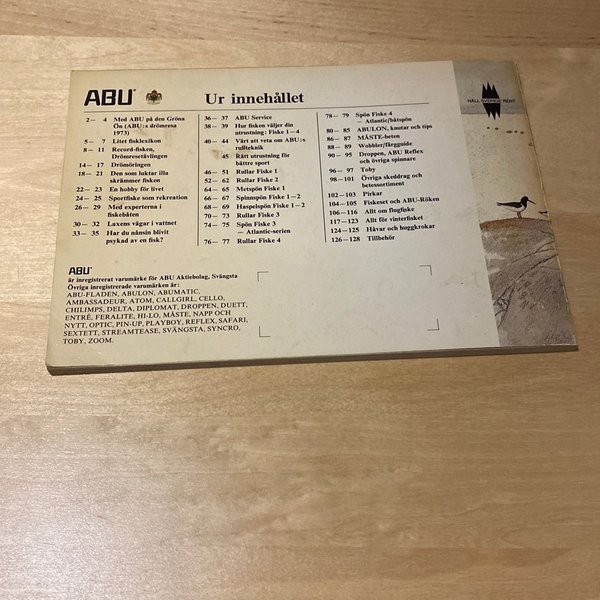 ABU®
Ur innehållet
HÅLL SVERIGE RENT
2— 4 Med ABU på den Gröna
Ön (ABU:s drömresa
1973)
5— 7 Litet fisklexikon
8— 11 Record-fisken,
Drömresetävlingen
14— 17 Drömöringen
18— 21 Den som luktar illa
skrämmer fisken
22— 23 En hobby för livet
24— 25 Sportfiske som rekreation
26— 29 Med experterna i
fiskebåten
30— 32 Laxens vägar i vattnet
33— 35 Har du nånsin blivit
psykad av en fisk?
36— 37 ABU Service
38— 39 Hur fisken väljer din
utrustning: Fiske 1—4
40— 44 Värt att veta om ABU:s
rullteknik
45 Rätt utrustning för
bättre sport
46— 51 Rullar Fiske 1
52— 62 Rullar Fiske 2
64— 65 Metspön Fiske 1
66— 67 Spinnspön Fiske 1—2
68— 69 Haspelspön Fiske 1—2
70— 73 Rullar Fiske 3
74— 75 Spön Fiske 3
— Atlantic-serien
76— 77 Rullar Fiske 4
78— 79 Spön Fiske 4
— Atlantic/båtspön
80— 85 ABULON, knutar och tips
86— 87 MÅSTE-beten
88— 89 Wobbler/färgguide
90— 95 Droppen, ABU Reflex
och övriga spinnare
96— 97 Toby
98—101 Övriga skeddrag och
betessortiment
102—103 Pirkar
104—105 Fiskeset och ABU-Röken
106—116 Allt om flugfiske
117—123 Allt för vinterfisket
124—125 Håvar och huggkrokar
126—128 Tillbehör
ABU®
är inregistrerat varumärke för ABU Aktiebolag, Svängsta
Övriga inregistrerade varumärken är:
ABU-FLADEN, ABULON, ABUMATIC,
AMBASSADEUR, ATOM, CALLGIRL, CELLO,
CHILIMPS, DELTA, DIPLOMAT, DROPPEN, DUETT,
ENTRÉ, FERALITE, HI-LO, MÅSTE, NAPP OCH
NYTT, OPTIC, PIN-UP, PLAYBOY, REFLEX, SAFARI,
SEXTETT, STREAMTEASE, SVÄNGSTA, SYNCRO,
TOBY, ZOOM.